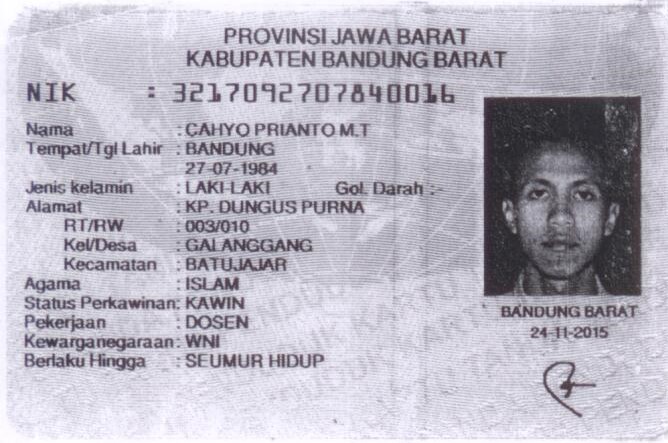 PROVINSI JAWA BARAT
KABUPATEN BANDUNG BARAT
NIK : 3217092707840016
Nama : CAHYO PRIANTO M.T
Tempat/Tgl Lahir : BANDUNG
27-07-1984
Jenis kelamin : LAKI-LAKI Gol. Darah :-
Alamat : KP. DUNGUS PURNA
RT/RW : 003/010
Kel/Desa : GALANGGANG
Kecamatan : BATUJAJAR
Agama : ISLAM
Status Perkawinan: KAWIN
Pekerjaan : DOSEN
Kewarganegaraan: WNI
Berlaku Hingga : SEUMUR HIDUP
BANDUNG BARAT
24-11-2015